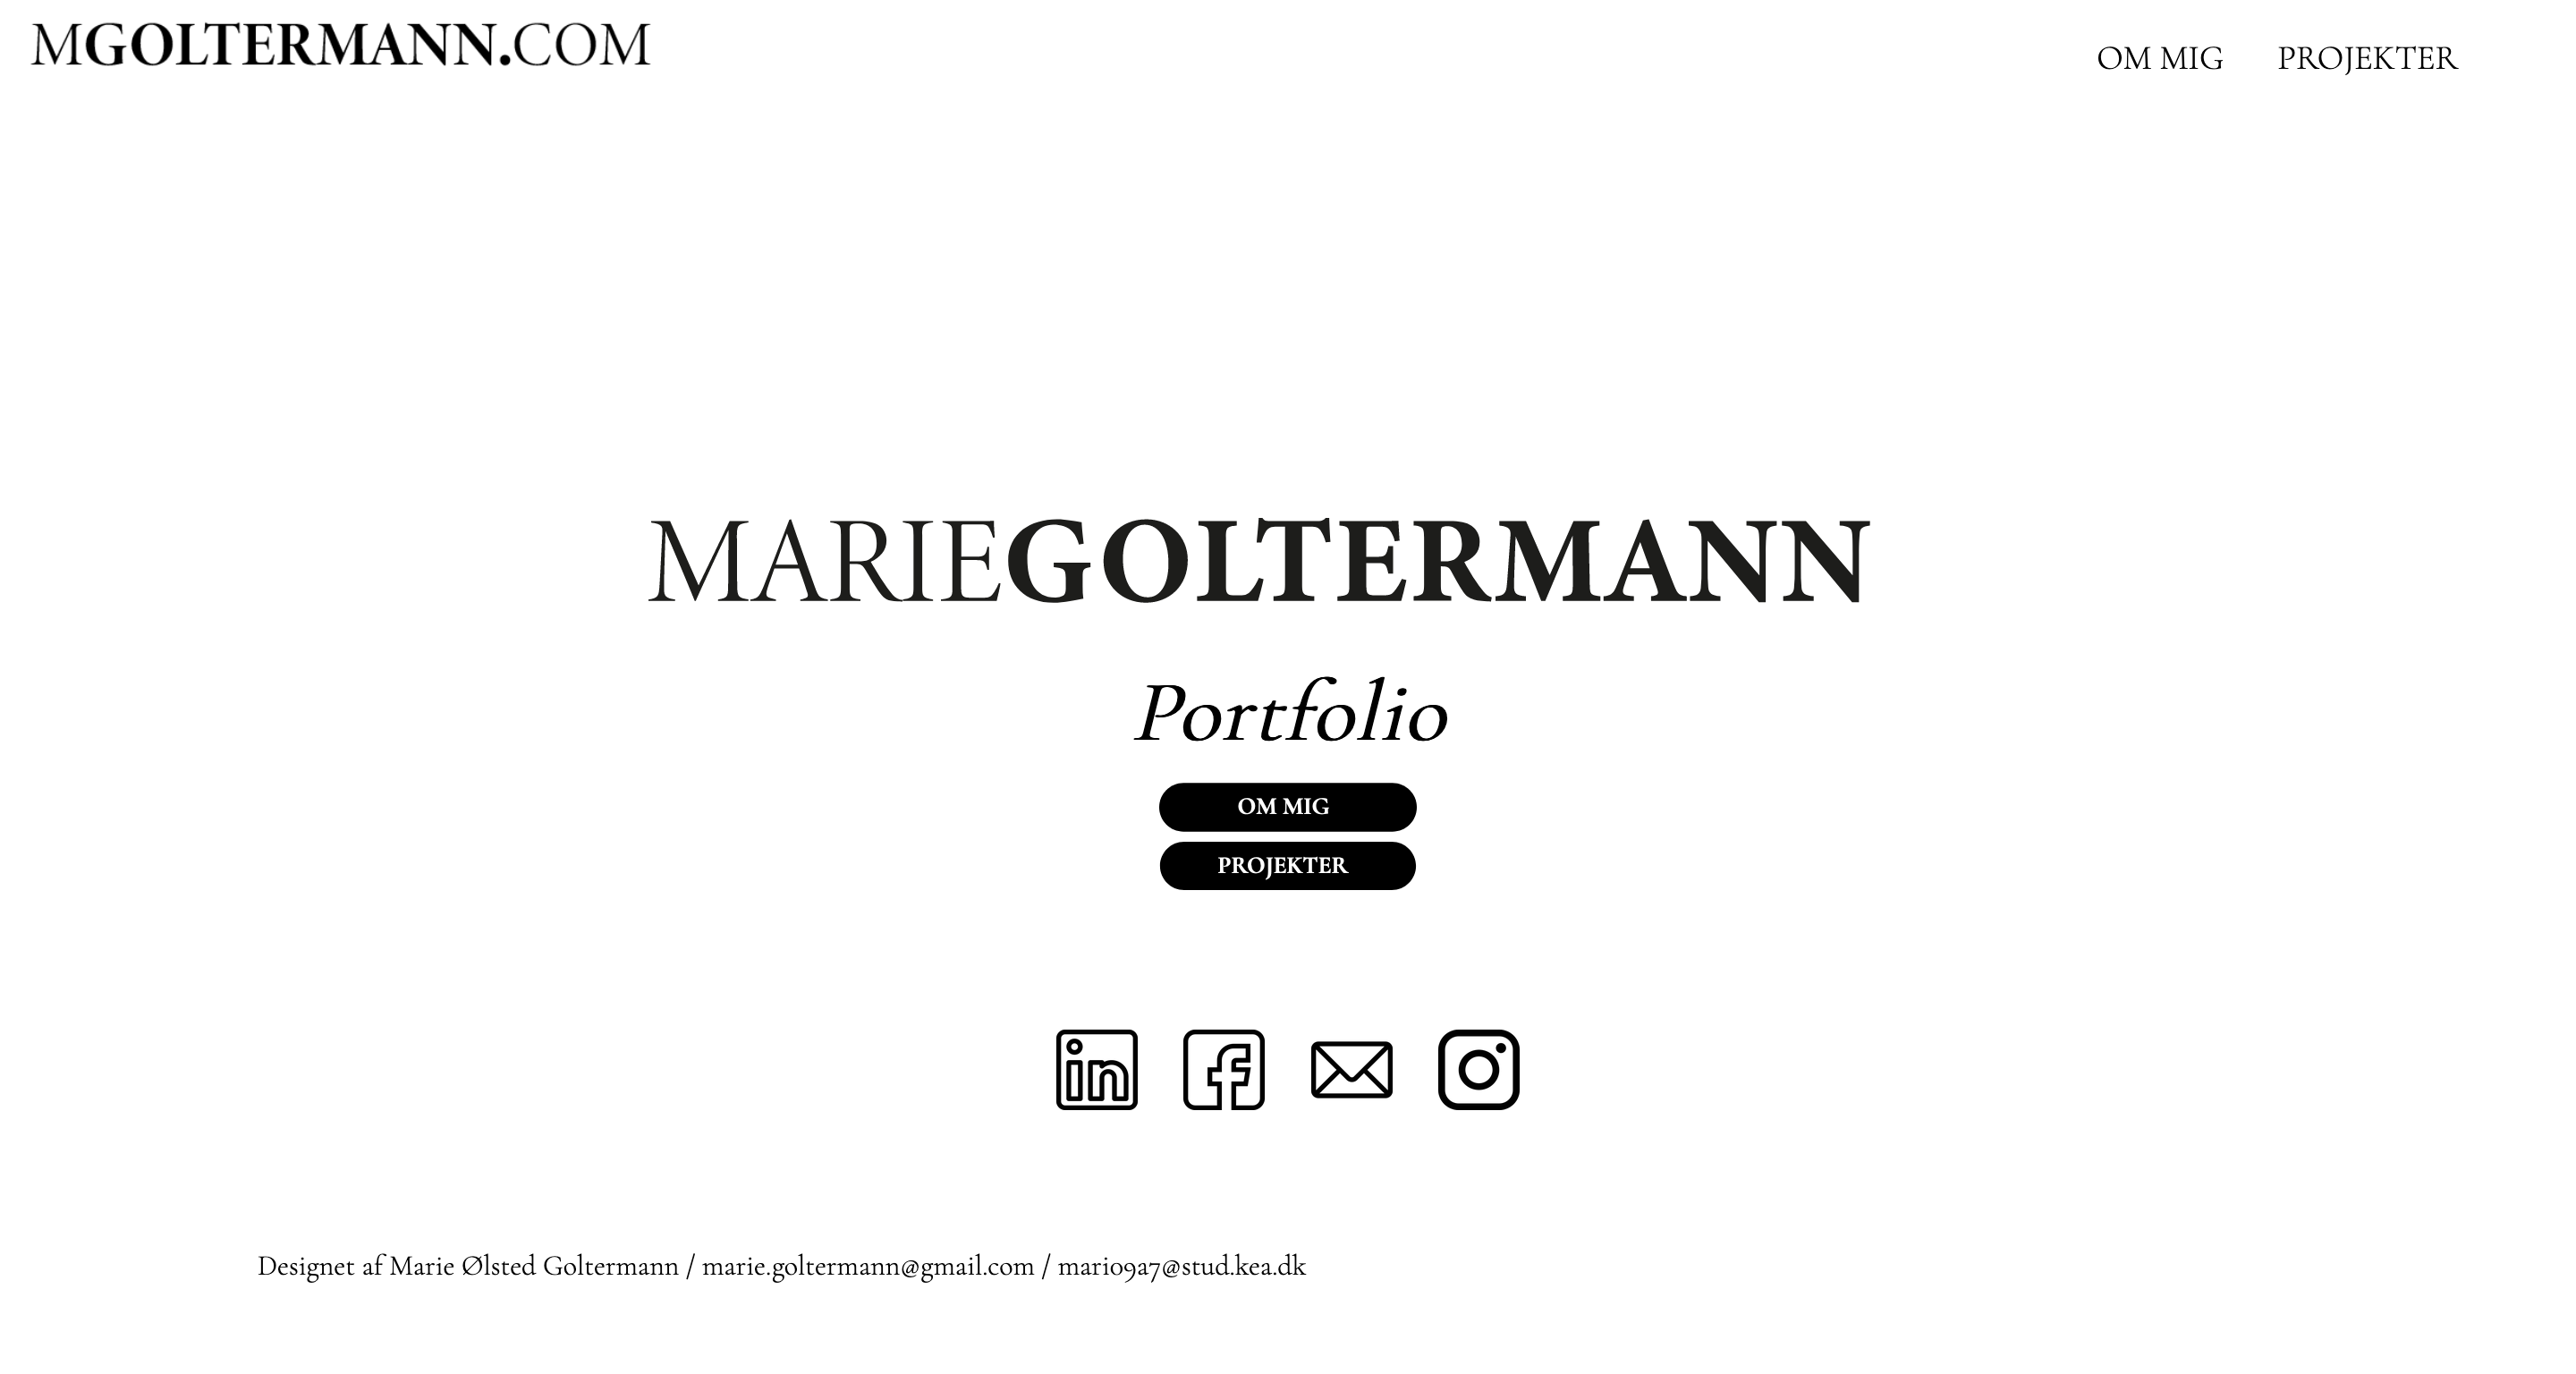 MGOLTERMANN.COM
OM MIG PROJEKTER
MARIEGOLTERMANN
Portfolio
OM MIG
PROJEKTER
in f
Designet af Marie Ølsted Goltermann / marie.goltermann@gmail.com / mari09a7@stud.kea.dk